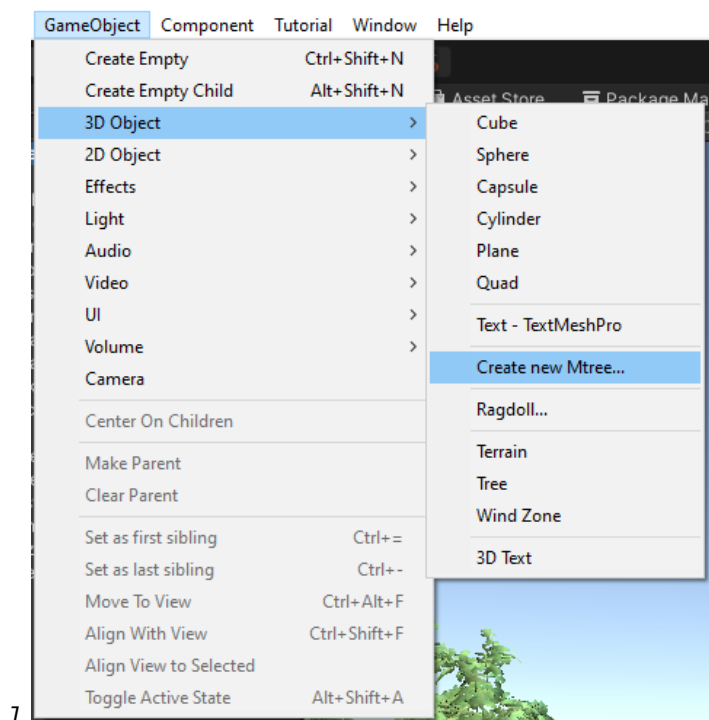 GameObject Component Tutorial Window Help
Create Empty Ctrl+Shift+N
Create Empty Child Alt+Shift+N
Asset Store Package Ma
3D Object >
2D Object >
Effects >
Light >
Audio >
Video >
UI >
Volume >
Camera
Center On Children
Make Parent
Clear Parent
Set as first sibling Ctrl+=
Set as last sibling Ctrl+-
Move To View Ctrl+Alt+F
Align With View Ctrl+Shift+F
Align View to Selected
Toggle Active State Alt+Shift+A
Cube
Sphere
Capsule
Cylinder
Plane
Quad
Text - TextMeshPro
Create new Mtree...
Ragdoll...
Terrain
Tree
Wind Zone
3D Text
7.